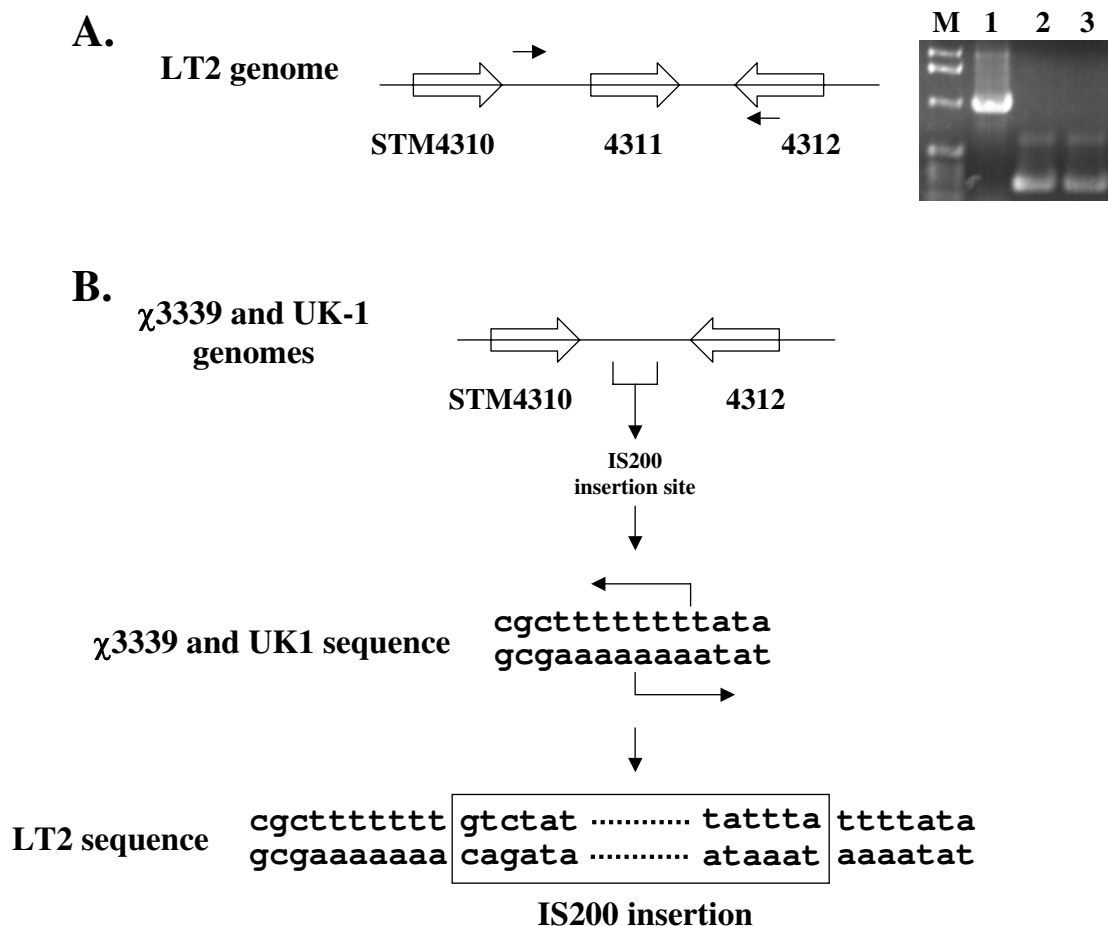 A.
LT2 genome
STM4310 4311 4312
M 1 2 3
B.
χ3339 and UK-1
genomes
STM4310 4312
IS200
insertion site
χ3339 and UK1 sequence
cgcttttttttata
gcgaaaaaaaatat
LT2 sequence
cgcttttttt gtctat ............ tattta ttttata
gcgaaaaaaa cagata ............ ataaat aaaatat
IS200 insertion